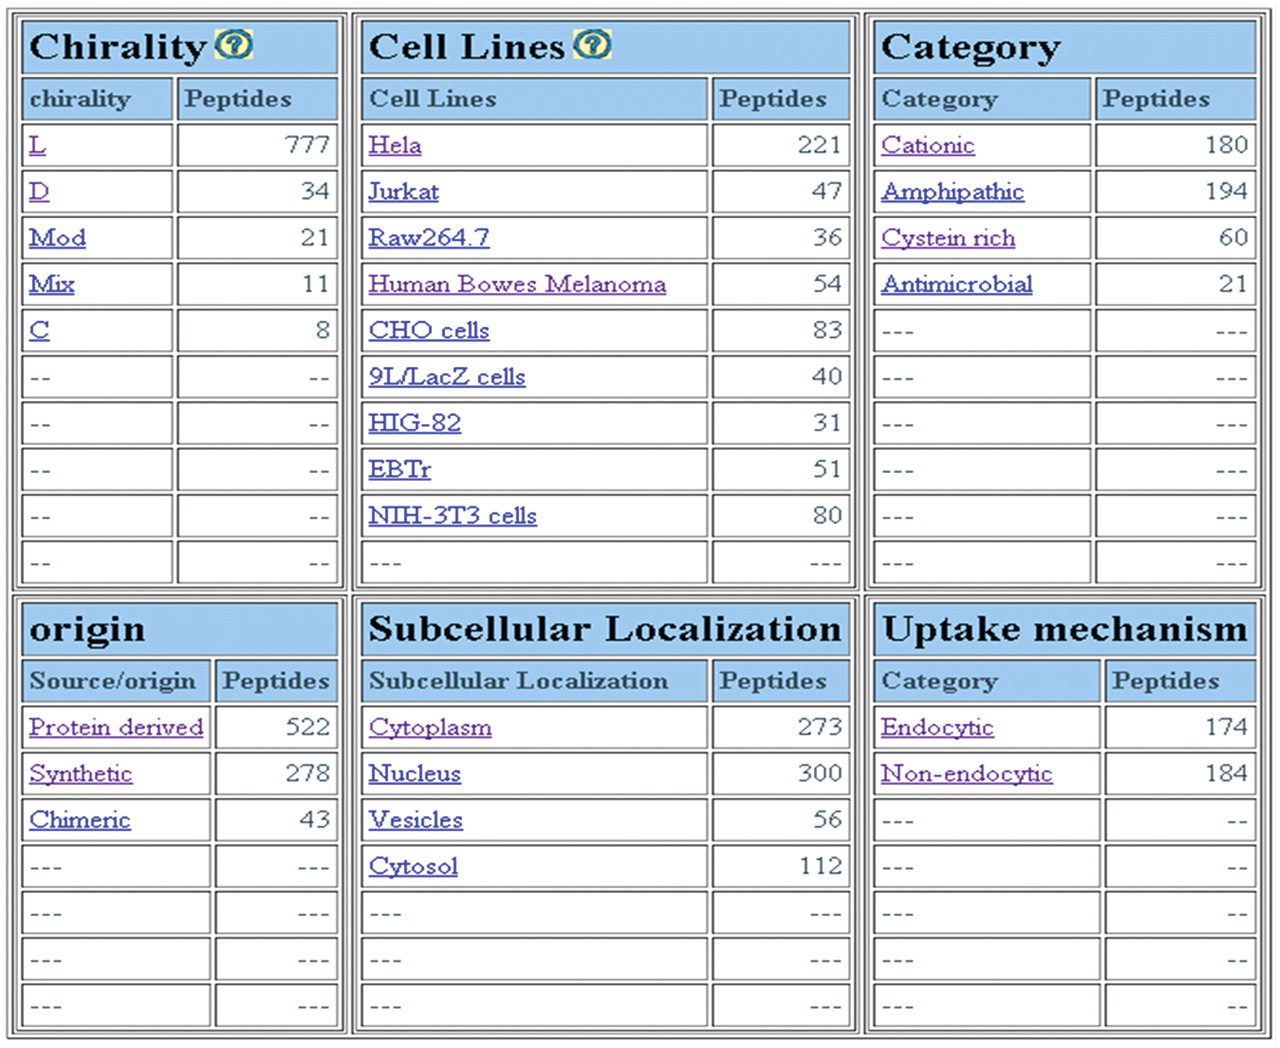 Chirality ?
chirality Peptides
L 777
D 34
Mod 21
Mix 11
C 8
-- --
-- --
-- --
-- --
-- --
Cell Lines ?
Cell Lines Peptides
Hela 221
Jurkat 47
Raw264.7 36
Human Bowes Melanoma 54
CHO cells 83
9L/LacZ cells 40
HIG-82 31
EBTr 51
NIH-3T3 cells 80
--- ---
Category
Category Peptides
Cationic 180
Amphipathic 194
Cystein rich 60
Antimicrobial 21
--- ---
--- ---
--- ---
--- ---
--- ---
--- ---
origin
Source/origin Peptides
Protein derived 522
Synthetic 278
Chimeric 43
--- ---
--- ---
--- ---
--- ---
Subcellular Localization
Subcellular Localization Peptides
Cytoplasm 273
Nucleus 300
Vesicles 56
Cytosol 112
--- ---
--- ---
--- ---
Uptake mechanism
Category Peptides
Endocytic 174
Non-endocytic 184
--- --
--- --
--- --
--- --
--- --